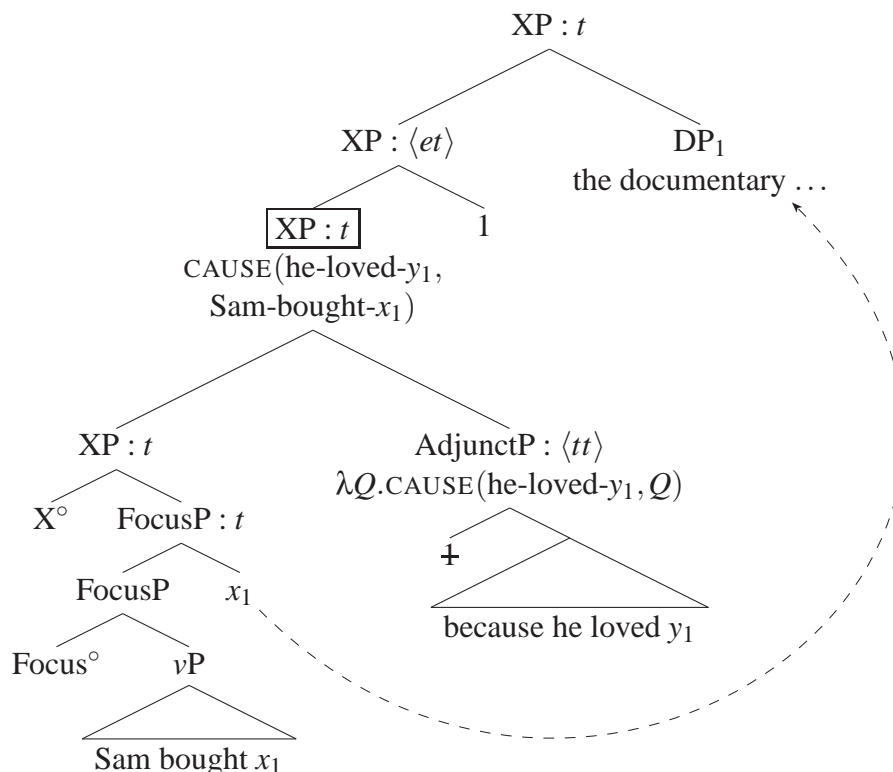 XP : t
XP : ⟨et⟩ DP₁
the documentary …
XP : t 1
CAUSE(he-loved-y₁,
Sam-bought-x₁)
XP : t AdjunctP : ⟨tt⟩
λQ.CAUSE(he-loved-y₁, Q)
X° FocusP : t 1
FocusP x₁
because he loved y₁
Focus° vP
Sam bought x₁